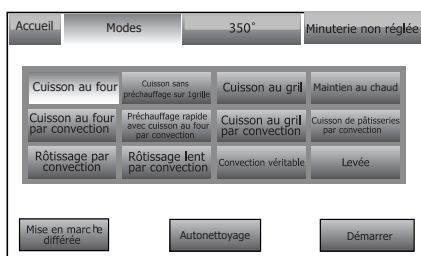 Accueil
Modes
350°
Minuterie non réglée
Cuisson au four
Cuisson sans
préchauffage sur 1grille
Cuisson au gril
Maintien au chaud
Cuisson au four
par convection
Préchauffage rapide
avec cuisson au four
par convection
Cuisson au gril
par convection
Cuisson de pâtisseries
par convection
Rôtissage par
convection
Rôtissage lent
par convection
Convection véritable
Levée
Mise en marche
différée
Autonettoyage
Démarrer